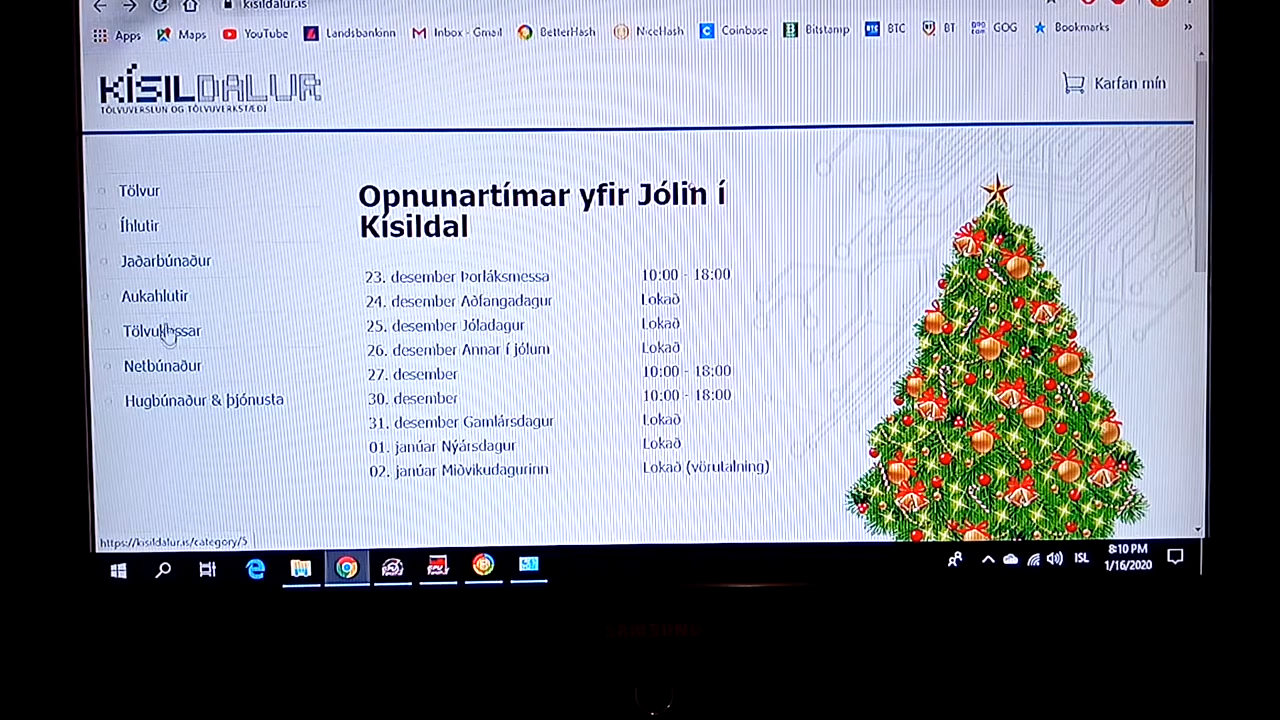 kisildalur.is
Apps Maps YouTube Landsbankinn Inbox - Gmail BetterHash NiceHash Coinbase Bitstamp BTC BT GOG Bookmarks »
KÍSILDALUR
TÖLVUVERSLUN OG TÖLVUVERKSTÆÐI
Karfan mín
Tölvur
Íhlutir
Jaðarbúnaður
Aukahlutir
Tölvukassar
Netbúnaður
Hugbúnaður & þjónusta
Opnunartímar yfir Jólin í
Kísildal
23. desember Þorláksmessa 10:00 - 18:00
24. desember Aðfangadagur Lokað
25. desember Jóladagur Lokað
26. desember Annar í jólum Lokað
27. desember 10:00 - 18:00
30. desember 10:00 - 18:00
31. desember Gamlársdagur Lokað
01. janúar Nýársdagur Lokað
02. janúar Miðvikudagurinn Lokað (vörutalning)
https://kisildalur.is/category/5
ISL
8:10 PM
1/16/2020
SAMSUNG